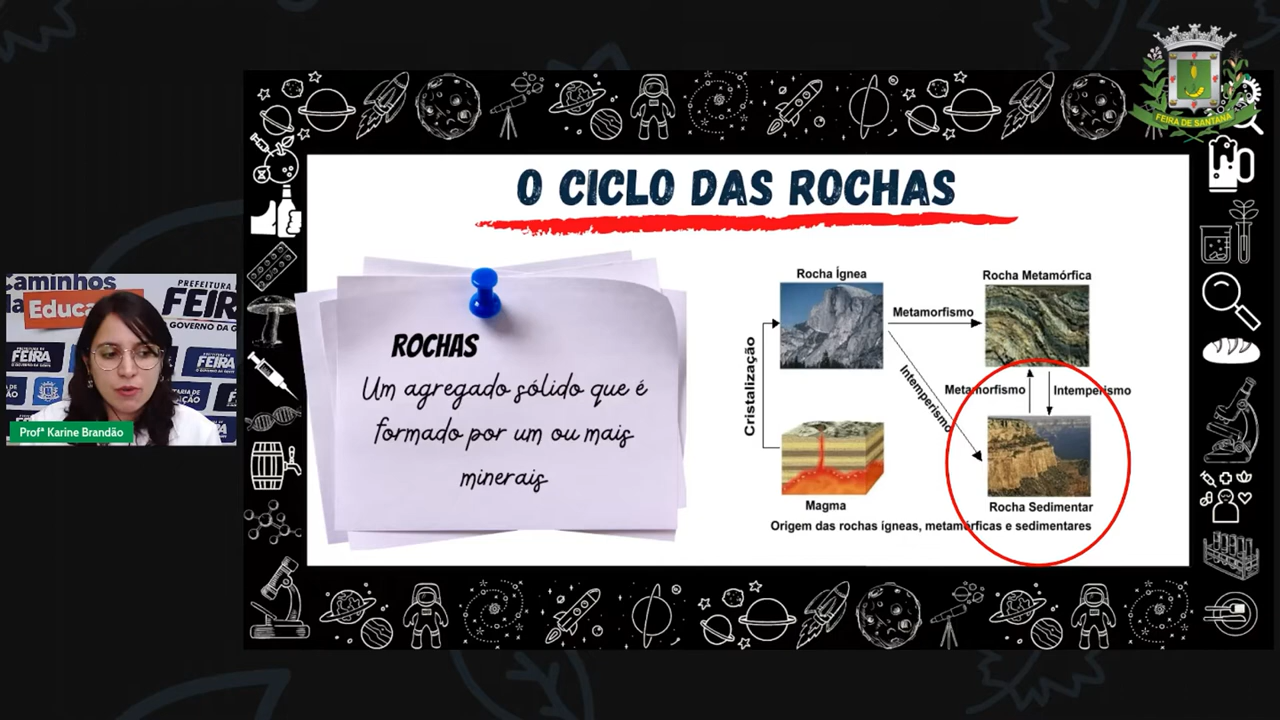 FEIRA DE SANTANA
O CICLO DAS ROCHAS
ROCHAS
Um agregado sólido que é
formado por um ou mais
minerais
Rocha Ígnea
Rocha Metamórfica
Metamorfismo
Cristalização
Intemperismo
Metamorfismo
Intemperismo
Magma
Rocha Sedimentar
Origem das rochas ígneas, metamórficas e sedimentares
Caminhos
da
Educa
PREFEITURA
FEIRA
GOVERNO DA
FEIRA
FEIRA
Profª Karine Brandão